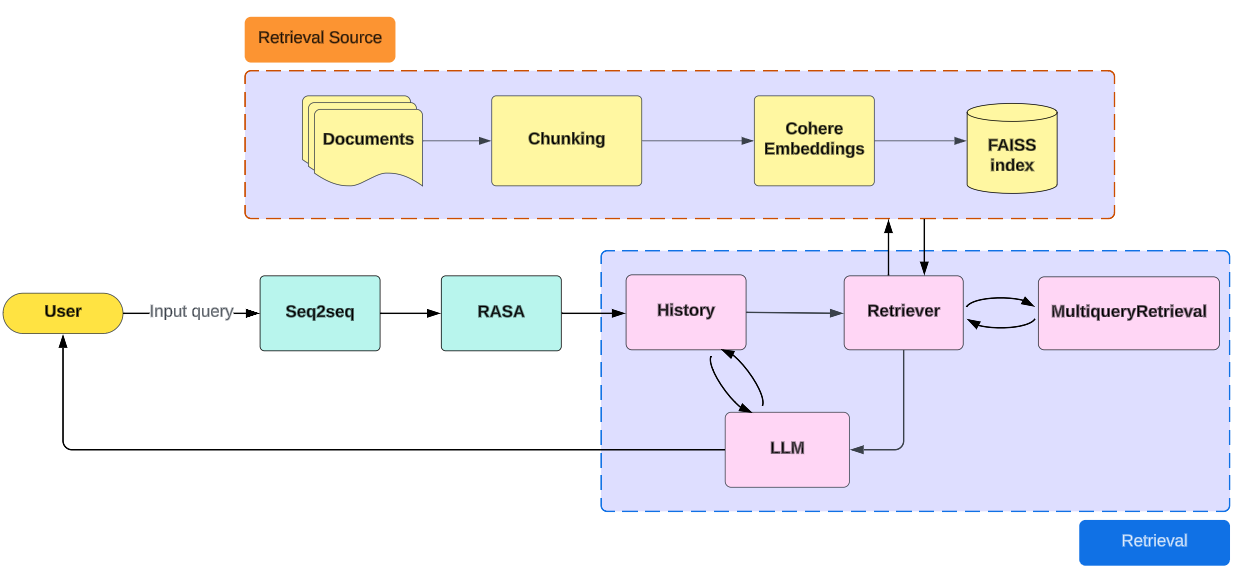 Retrieval Source
Documents
Chunking
Cohere
Embeddings
FAISS
index
User
Input query
Seq2seq
RASA
History
Retriever
MultiqueryRetrieval
LLM
Retrieval